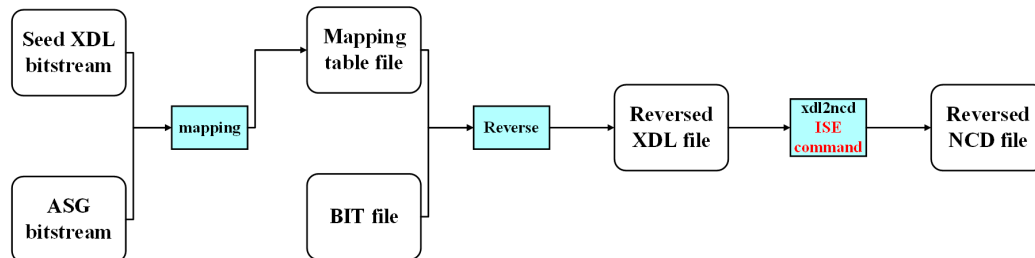 Seed XDL
bitstream
ASG
bitstream
mapping
Mapping
table file
BIT file
Reverse
Reversed
XDL file
xdl2ncd
ISE
command
Reversed
NCD file